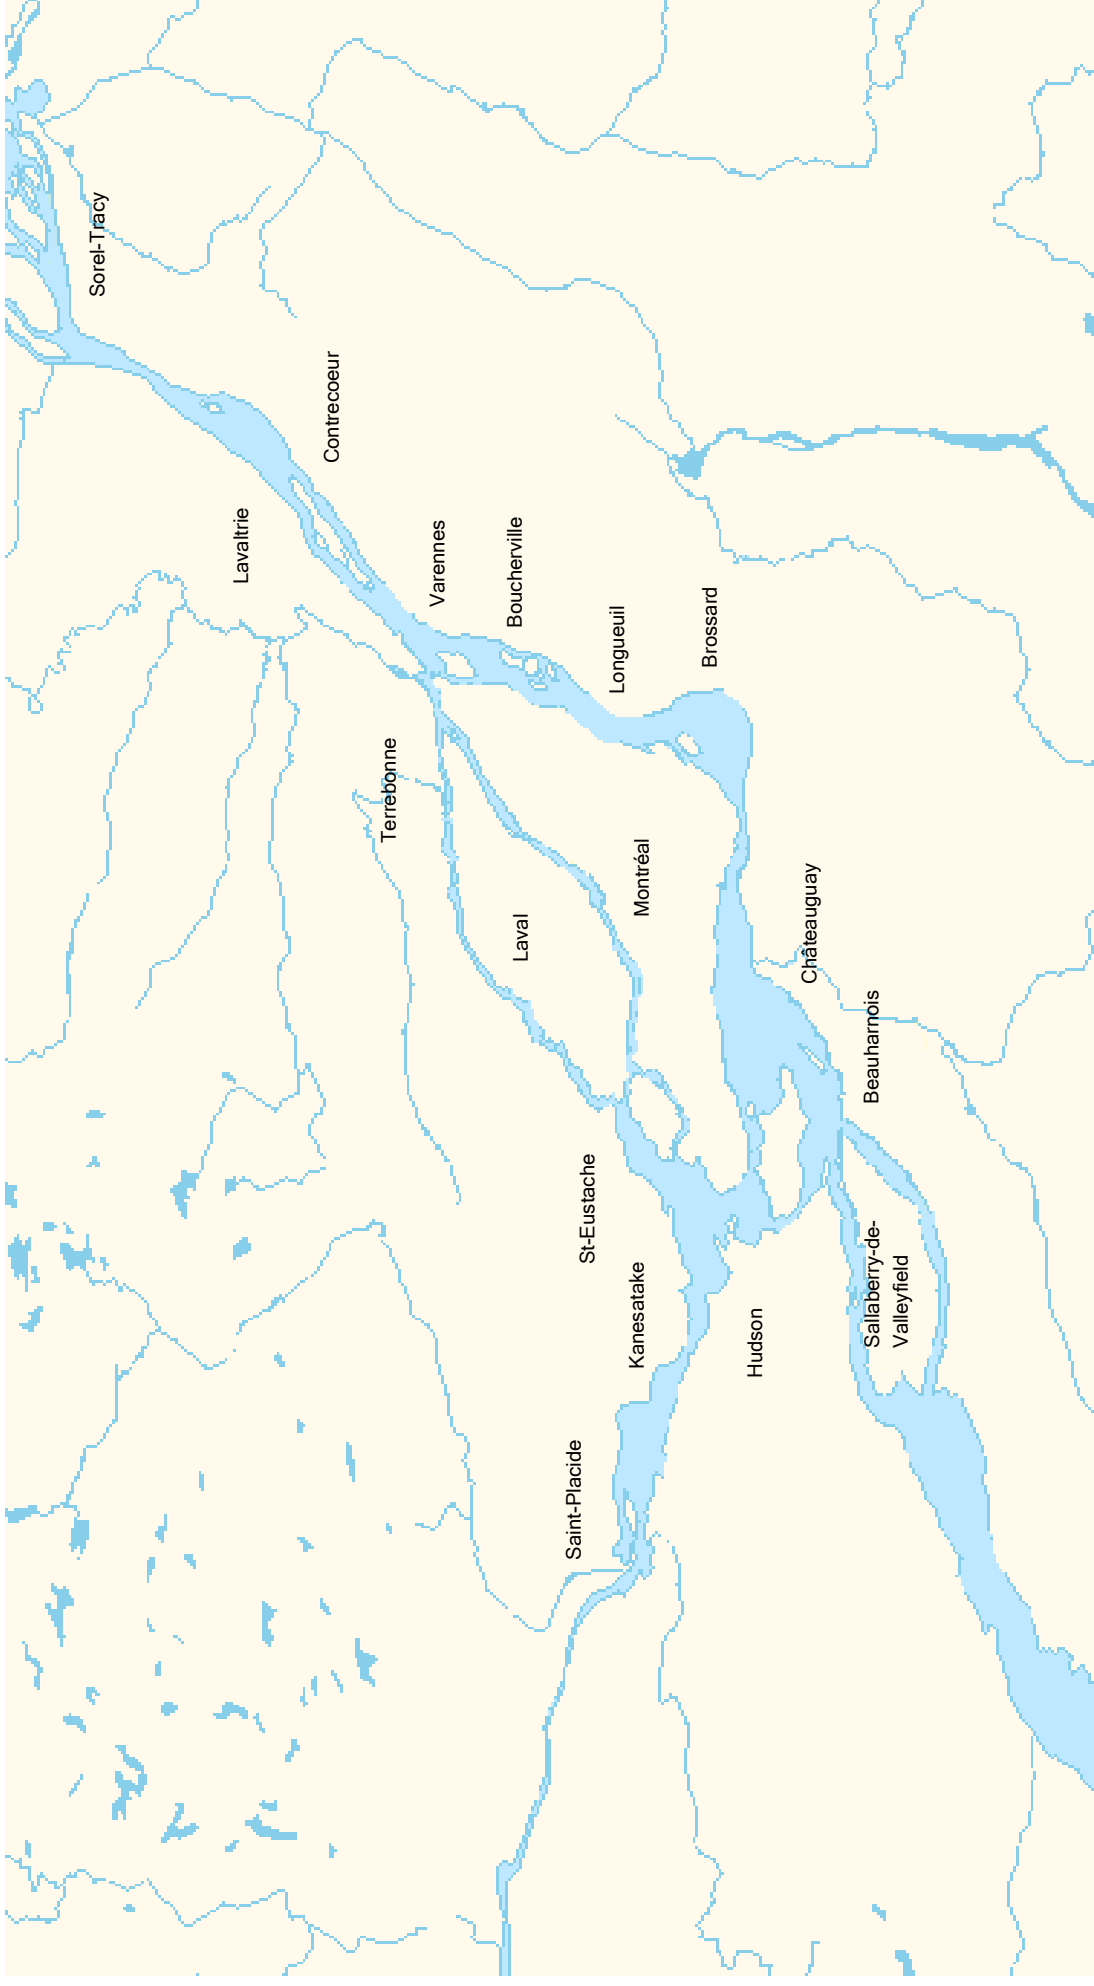 Sorel-Tracy
Lavaltrie
Contrecoeur
Terrebonne
Varennes
Boucherville
Laval
Saint-Placide
St-Eustache
Longueuil
Kanesatake
Montréal
Brossard
Hudson
Châteauguay
Beauharnois
Sallaberry-de-
Valleyfield